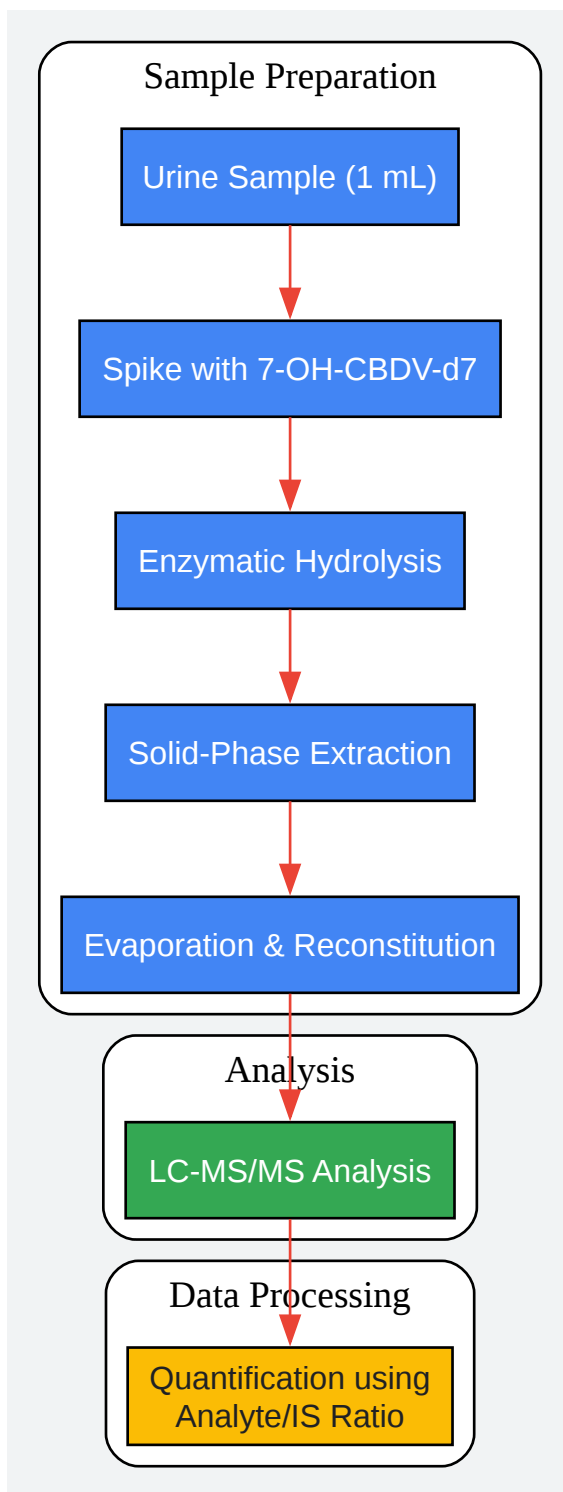 Sample Preparation
Urine Sample (1 mL)
Spike with 7-OH-CBDV-d7
Enzymatic Hydrolysis
Solid-Phase Extraction
Evaporation & Reconstitution
Analysis
LC-MS/MS Analysis
Data Processing
Quantification using
Analyte/IS Ratio